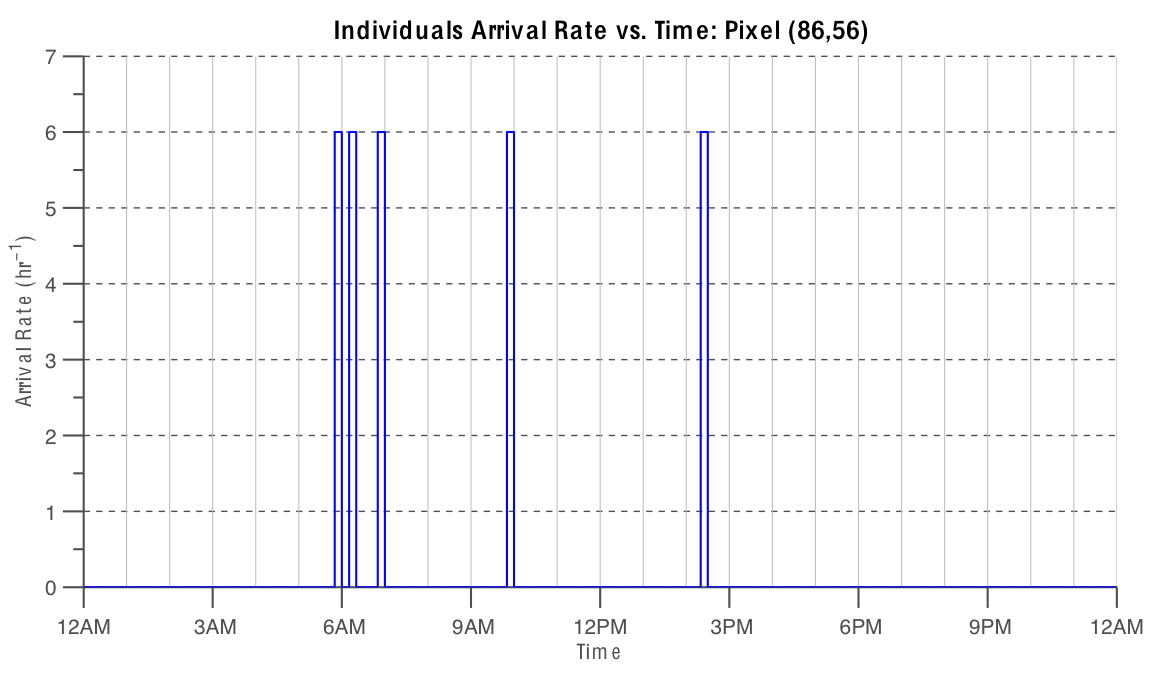 Individuals Arrival Rate vs. Time: Pixel (86,56)
7
6
5
4
3
2
1
0
Arrival Rate (hr⁻¹)
12AM 3AM 6AM 9AM 12PM 3PM 6PM 9PM 12AM
Time